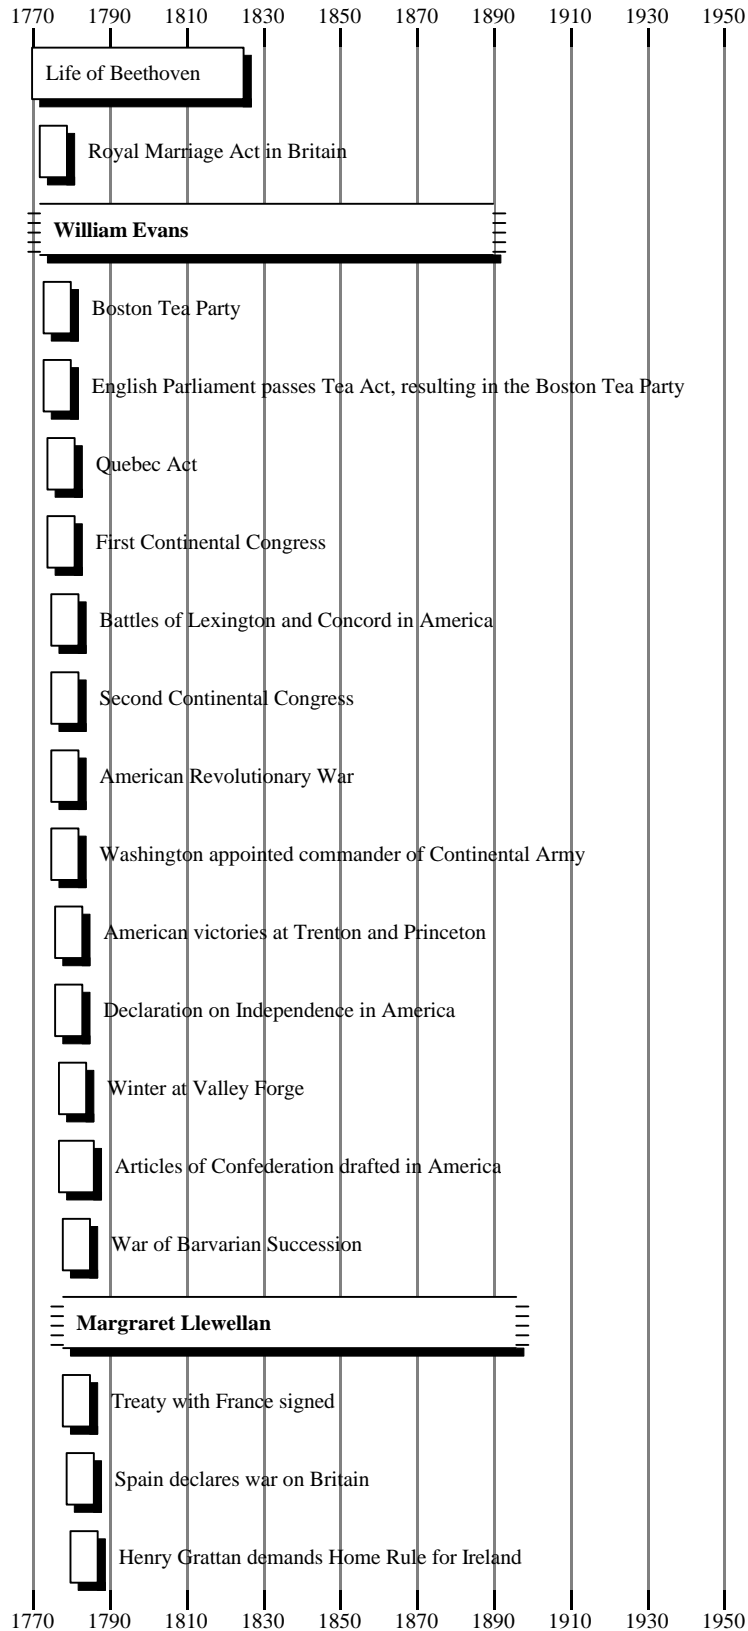 1770 1790 1810 1830 1850 1870 1890 1910 1930 1950
Life of Beethoven
Royal Marriage Act in Britain
William Evans
Boston Tea Party
English Parliament passes Tea Act, resulting in the Boston Tea Party
Quebec Act
First Continental Congress
Battles of Lexington and Concord in America
Second Continental Congress
American Revolutionary War
Washington appointed commander of Continental Army
American victories at Trenton and Princeton
Declaration on Independence in America
Winter at Valley Forge
Articles of Confederation drafted in America
War of Barvarian Succession
Margraret Llewellan
Treaty with France signed
Spain declares war on Britain
Henry Grattan demands Home Rule for Ireland
1770 1790 1810 1830 1850 1870 1890 1910 1930 1950